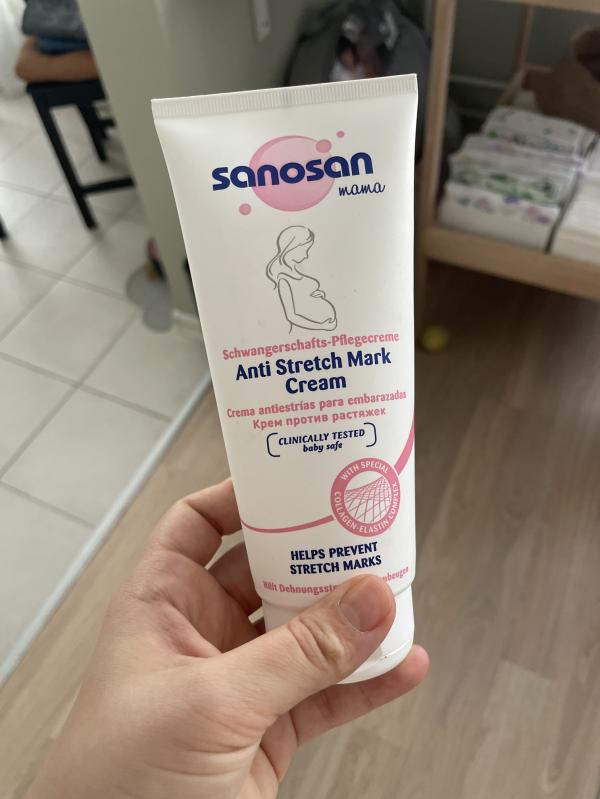 sanosan
mama
Schwangerschafts-Pflegecreme
Anti Stretch Mark
Cream
Crema antiestrías para embarazadas
Крем против растяжек
CLINICALLY TESTED
baby safe
WITH SPECIAL
COLLAGEN-ELASTIN COMPLEX
HELPS PREVENT
STRETCH MARKS
Hilft